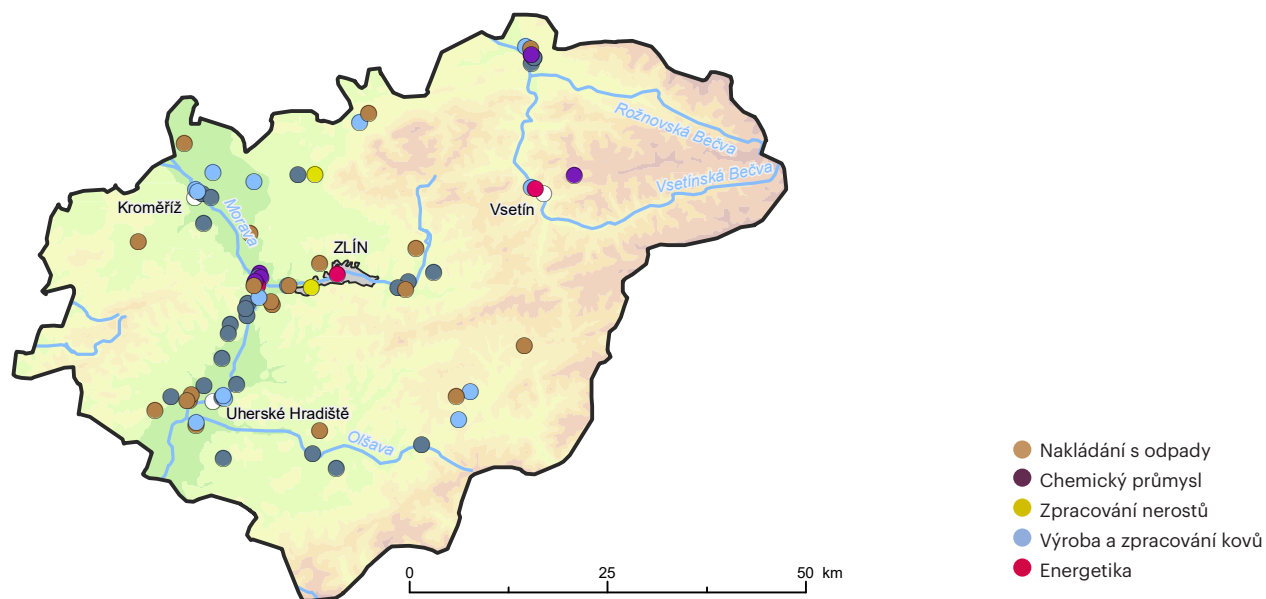 Rožnovská Bečva
Vsetínská Bečva
Kroměříž
Vsetín
Morava
ZLÍN
Uherské Hradiště
Olšava
Nakládání s odpady
Chemický průmysl
Zpracování nerostů
Výroba a zpracování kovů
Energetika
0 25 50 km